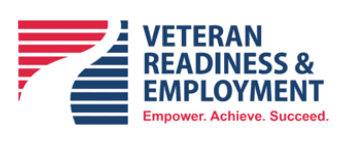 VETERAN
READINESS &
EMPLOYMENT
Empower. Achieve. Succeed.